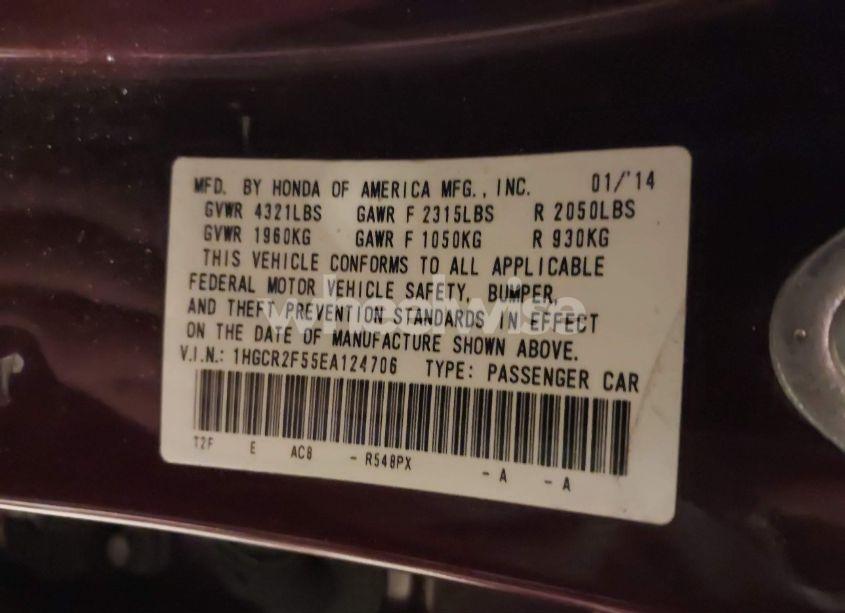 MFD. BY HONDA OF AMERICA MFG., INC. 01/'14
GVWR 4321LBS GAWR F 2315LBS R 2050LBS
GVWR 1960KG GAWR F 1050KG R 930KG
THIS VEHICLE CONFORMS TO ALL APPLICABLE
FEDERAL MOTOR VEHICLE SAFETY, BUMPER,
AND THEFT PREVENTION STANDARDS IN EFFECT
ON THE DATE OF MANUFACTURE SHOWN ABOVE.
V.I.N.: 1HGCR2F55EA124706 TYPE: PASSENGER CAR
T2F E AC8 - R548PX - A - A
wheelwise